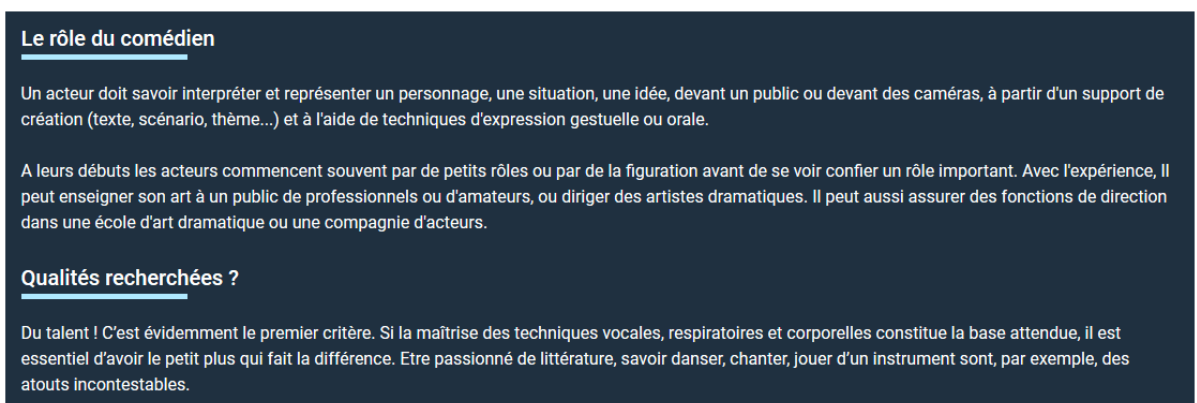 Le rôle du comédien
Un acteur doit savoir interpréter et représenter un personnage, une situation, une idée, devant un public ou devant des caméras, à partir d'un support de
création (texte, scénario, thème...) et à l'aide de techniques d'expression gestuelle ou orale.
A leurs débuts les acteurs commencent souvent par de petits rôles ou par de la figuration avant de se voir confier un rôle important. Avec l'expérience, Il
peut enseigner son art à un public de professionnels ou d'amateurs, ou diriger des artistes dramatiques. Il peut aussi assurer des fonctions de direction
dans une école d'art dramatique ou une compagnie d'acteurs.
Qualités recherchées ?
Du talent ! C’est évidemment le premier critère. Si la maîtrise des techniques vocales, respiratoires et corporelles constitue la base attendue, il est
essentiel d’avoir le petit plus qui fait la différence. Etre passionné de littérature, savoir danser, chanter, jouer d’un instrument sont, par exemple, des
atouts incontestables.